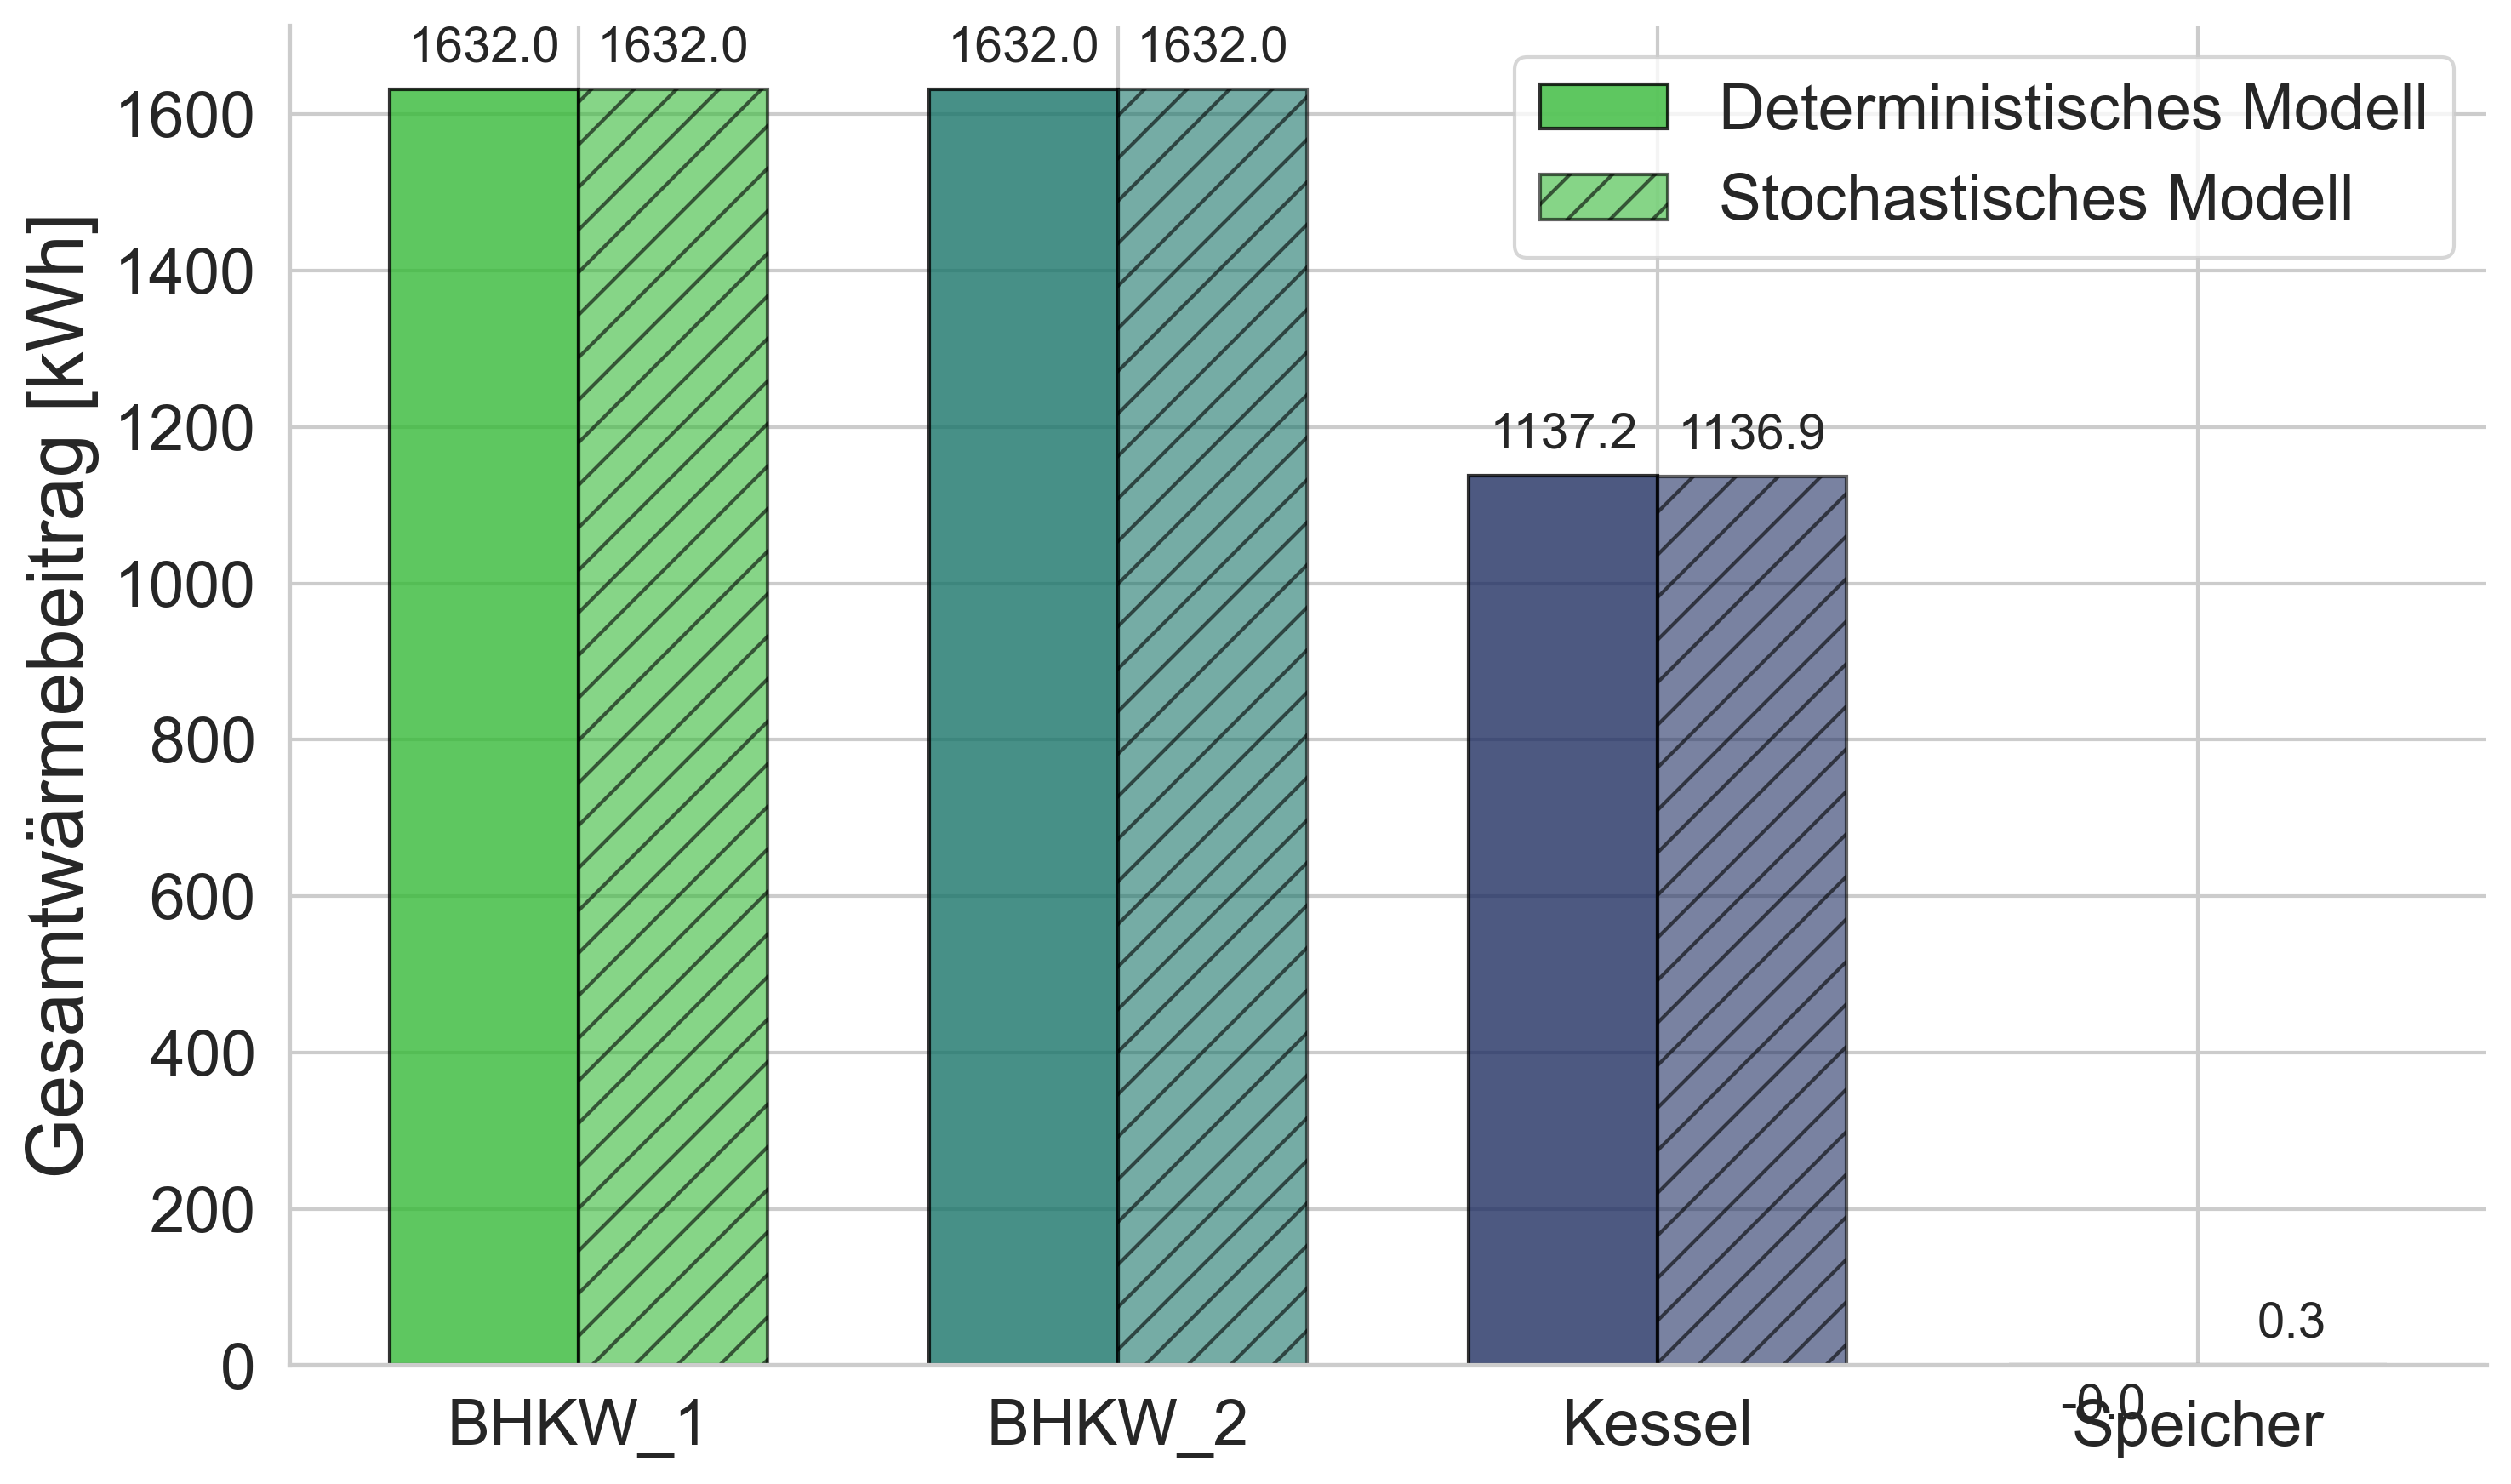 1632.0 1632.0 1632.0 1632.0
Deterministisches Modell
Stochastisches Modell
1137.2 1136.9
0.3
-0.0
Gesamtwärmebeitrag [kWh]
1600
1400
1200
1000
800
600
400
200
0
BHKW_1 BHKW_2 Kessel Speicher